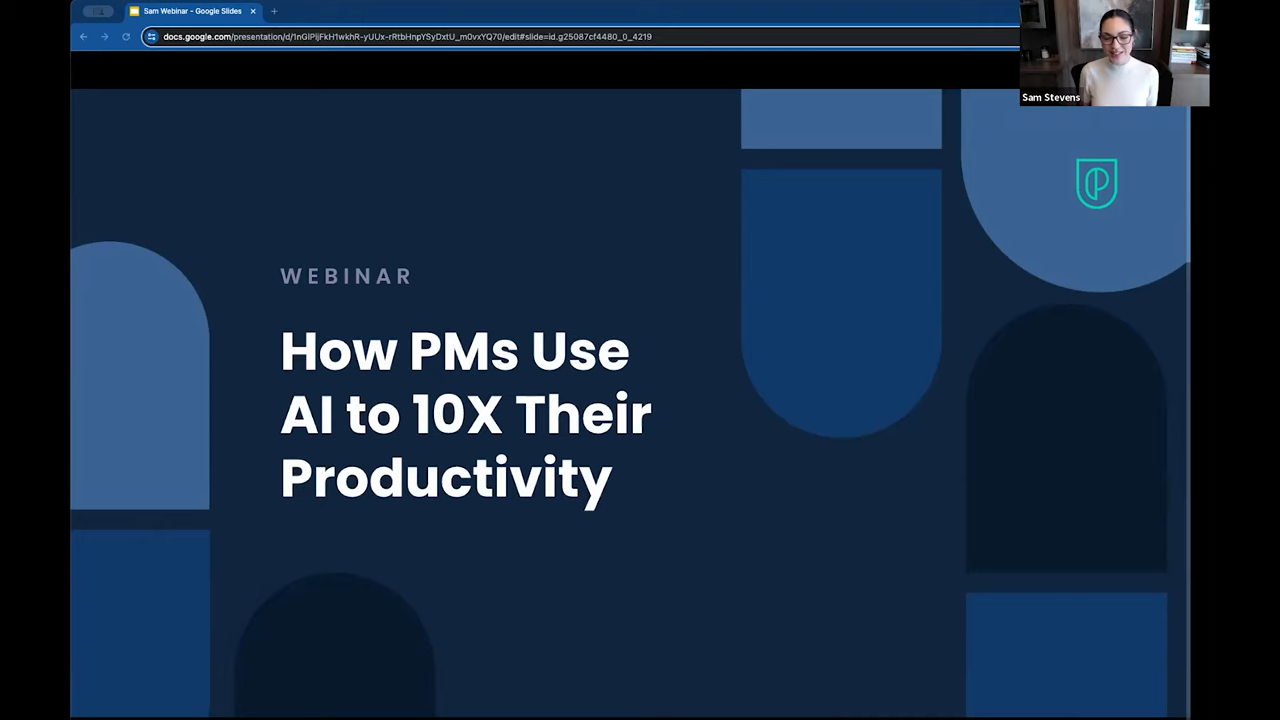 Sam Webinar - Google Slides
Sam Stevens
WEBINAR
How PMs Use
AI to 10X Their
Productivity